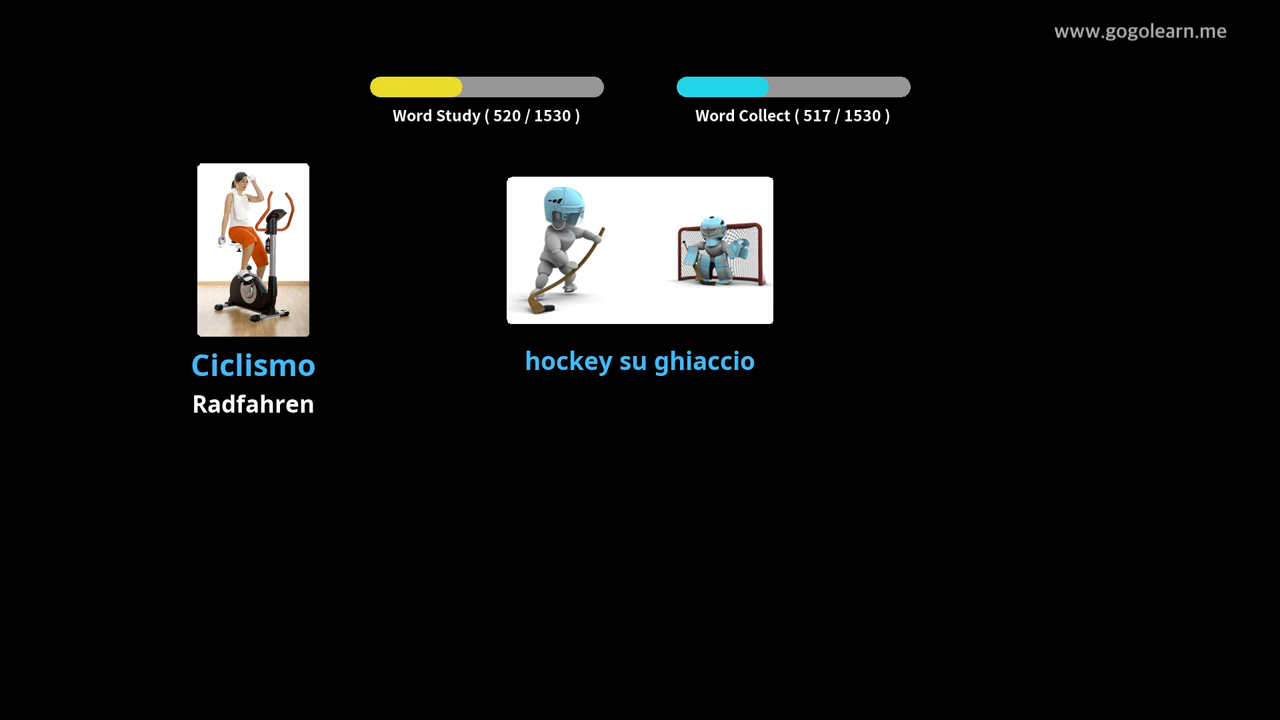 www.gogolearn.me
Word Study ( 520 / 1530 )
Word Collect ( 517 / 1530 )
Ciclismo
Radfahren
hockey su ghiaccio